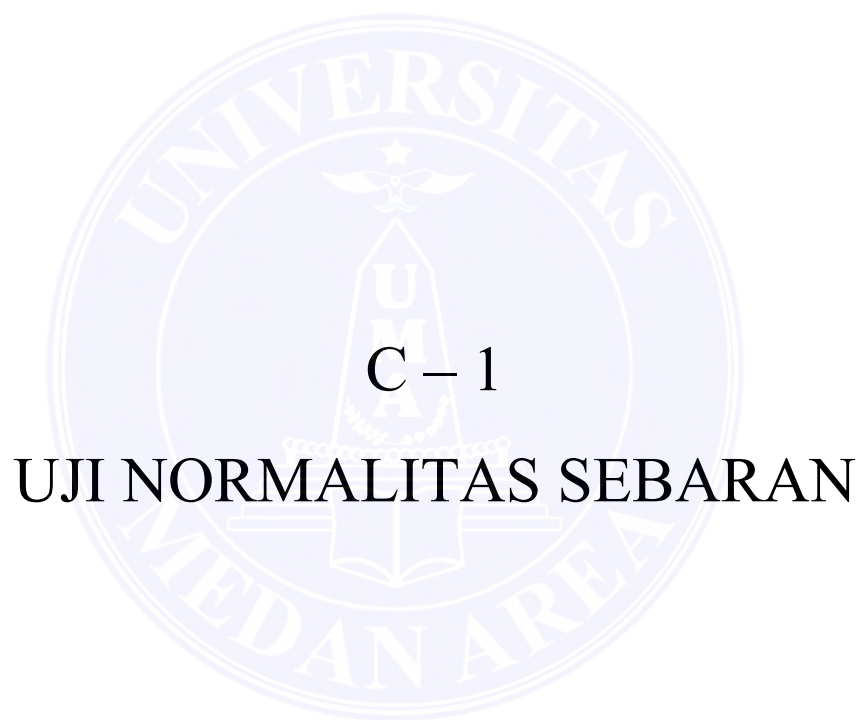 UNIVERSITAS
U
M
A
C – 1
UJI NORMALITAS SEBARAN
MEDAN AREA